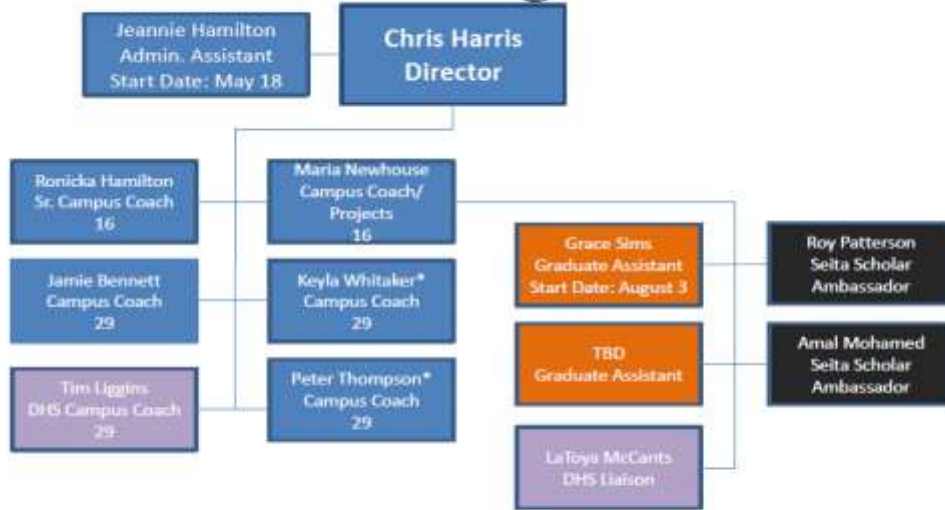 Jeannie Hamilton
Admin. Assistant
Start Date: May 18
Chris Harris
Director
Ronicka Hamilton
Sr. Campus Coach
16
Maria Newhouse
Campus Coach/
Projects
16
Jamie Bennett
Campus Coach
29
Keyla Whitaker*
Campus Coach
29
Tim Liggins
DHS Campus Coach
29
Peter Thompson*
Campus Coach
29
Grace Sims
Graduate Assistant
Start Date: August 3
Roy Patterson
Seita Scholar
Ambassador
TBD
Graduate Assistant
Amal Mohamed
Seita Scholar
Ambassador
LaToya McCants
DHS Liaison